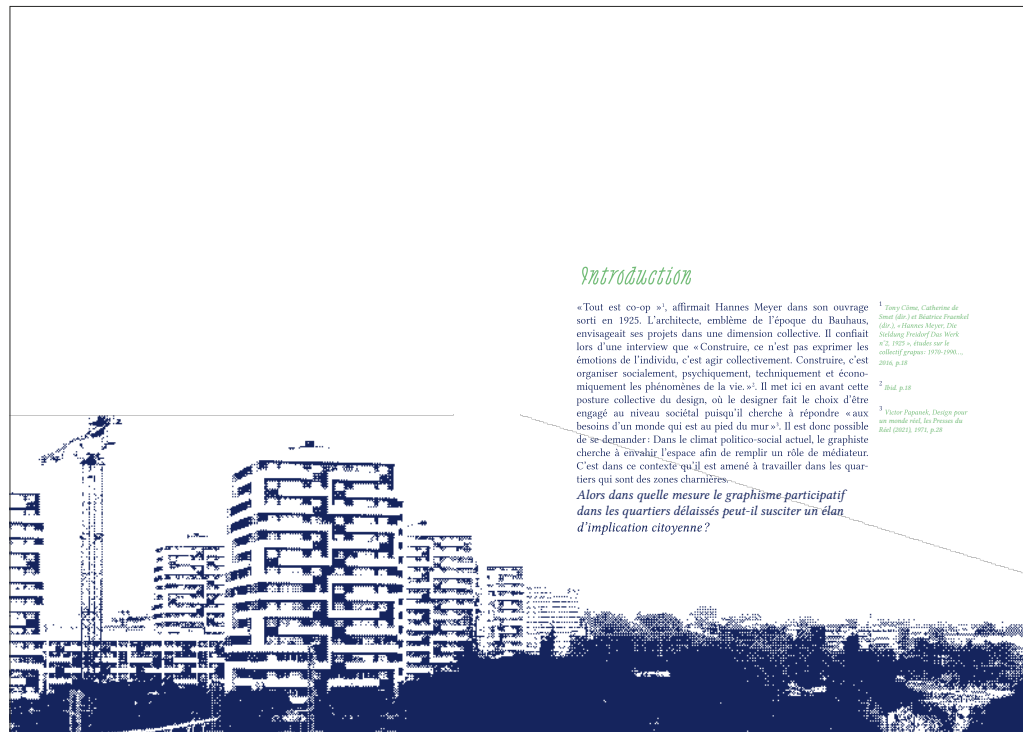 Introduction
« Tout est co-op »¹, affirmait Hannes Meyer dans son ouvrage
sorti en 1925. L’architecte, emblème de l’époque du Bauhaus,
envisageait ses projets dans une dimension collective. Il confiait
lors d’une interview que « Construire, ce n’est pas exprimer les
émotions de l’individu, c’est agir collectivement. Construire, c’est
organiser socialement, psychiquement, techniquement et écono-
miquement les phénomènes de la vie. »². Il met ici en avant cette
posture collective du design, où le designer fait le choix d’être
engagé au niveau sociétal puisqu’il cherche à répondre « aux
besoins d’un monde qui est au pied du mur »³. Il est donc possible
de se demander : Dans le climat politico-social actuel, le graphiste
cherche à envahir l’espace afin de remplir un rôle de médiateur.
C’est dans ce contexte qu’il est amené à travailler dans les quar-
tiers qui sont des zones charnières.
Alors dans quelle mesure le graphisme participatif
dans les quartiers délaissés peut-il susciter un élan
d’implication citoyenne ?
¹ Tony Côme. Catherine de
Smet (dir.) et Béatrice Fraenkel
(dir.), « Hannes Meyer, Die
Sieldung Freidorf Das Werk
n°2, 1925 », études sur le
collectif grapus : 1970-1990, ...
2016, p.18
² Ibid. p.18
³ Victor Papanek, Design pour
un monde réel, les Presses du
Réel (2021), 1971, p.28